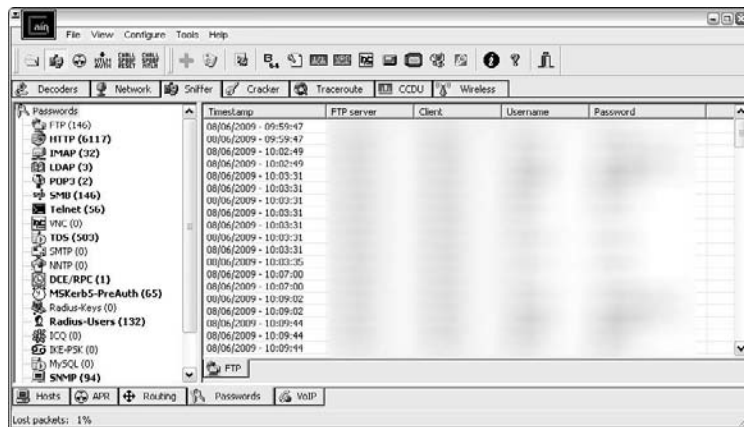 ain
File View Configure Tools Help
Decoders Network Sniffer Cracker Traceroute CCDU Wireless
Passwords
FTP (146)
HTTP (6117)
IMAP (32)
LDAP (3)
POP3 (2)
SMB (146)
Telnet (56)
VNC (0)
TDS (503)
SMTP (0)
NNTP (0)
DCE/RPC (1)
MSKerb5-PreAuth (65)
Radius-Keys (0)
Radius-Users (132)
ICQ (0)
IKE-PSK (0)
MySQL (0)
SNMP (94)
Timestamp FTP server Client Username Password
08/06/2009 - 09:59:47
08/06/2009 - 09:59:47
08/06/2009 - 10:02:49
08/06/2009 - 10:02:49
08/06/2009 - 10:03:31
08/06/2009 - 10:03:31
08/06/2009 - 10:03:31
08/06/2009 - 10:03:31
08/06/2009 - 10:03:31
08/06/2009 - 10:03:31
08/06/2009 - 10:03:31
08/06/2009 - 10:03:35
08/06/2009 - 10:07:00
08/06/2009 - 10:07:00
08/06/2009 - 10:09:02
08/06/2009 - 10:09:02
08/06/2009 - 10:09:44
08/06/2009 - 10:09:44
08/06/2009 - 10:09:44
FTP
Hosts APR Routing Passwords VoIP
Lost packets: 1%